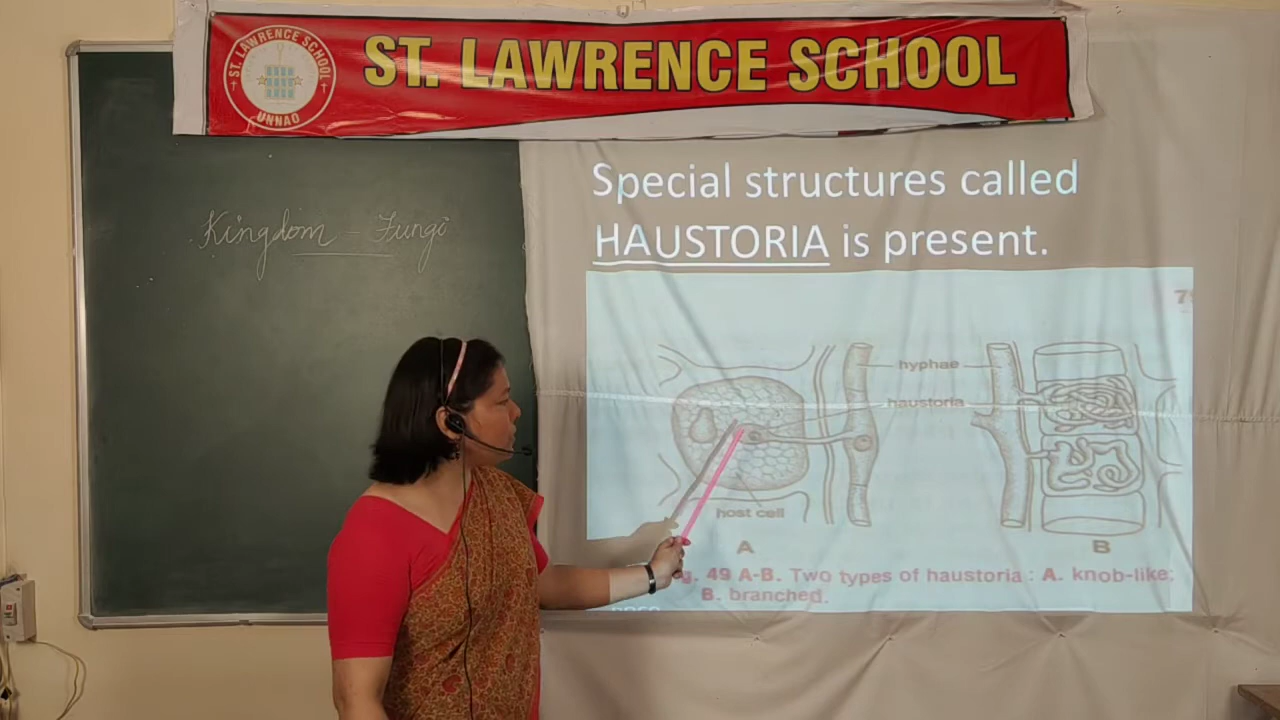 ST. LAWRENCE SCHOOL
ST. LAWRENCE SCHOOL
UNNAO
Kingdom - Fungi
Special structures called
HAUSTORIA is present.
hyphae
haustoria
host cell
A
B
49 A-B. Two types of haustoria : A. knob-like;
B. branched.